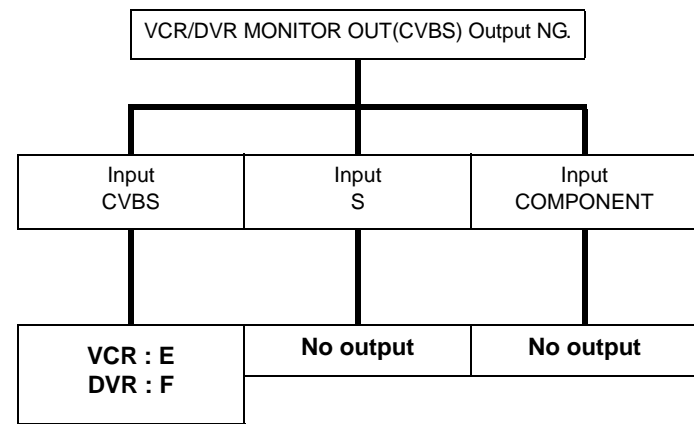 VCR/DVR MONITOR OUT(CVBS) Output NG.
Input
CVBS
Input
S
Input
COMPONENT
VCR : E
DVR : F
No output
No output